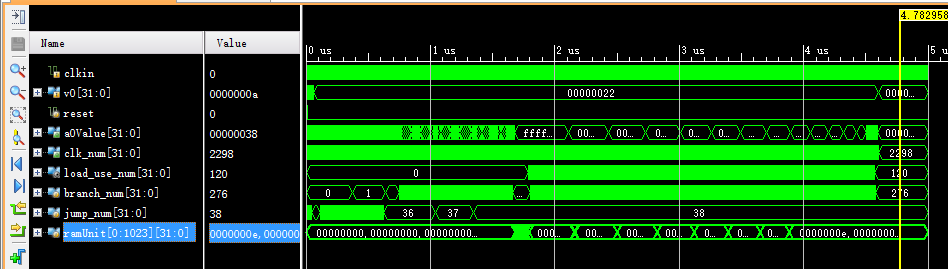 4.782958
Name Value 0 us 1 us 2 us 3 us 4 us 5 u
clkin 0
v0[31:0] 0000000a 00000022 0000...
reset 0
a0Value[31:0] 00000038 ffff... 00... 00... 0... 0... 0... ... ... ... ... ... 0000...
clk_num[31:0] 2298 2298
load_use_num[31:0] 120 0 120
branch_num[31:0] 276 0 1 ... 276
jump_num[31:0] 38 36 37 38
ramUnit[0:1023][31:0] 0000000e,000000 00000000,00000000,00000000... 000... 00... 00... 00... 0... 0... 0... 0000000e,0000000...